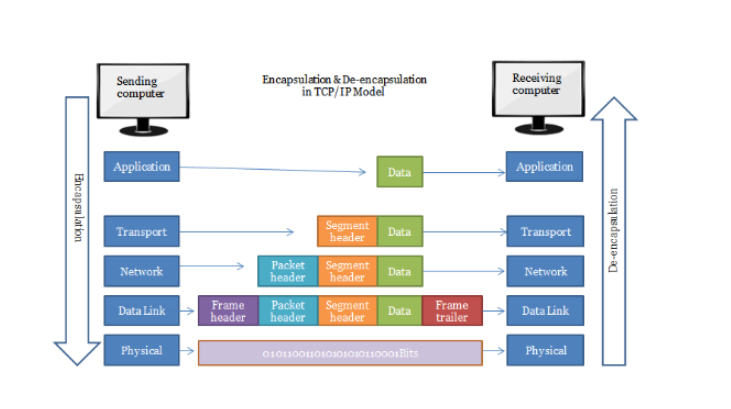 Sending
computer
Encapsulation & De-encapsulation
in TCP/IP Model
Receiving
computer
Encapsulation
De-encapsulation
Application
Data
Application
Transport
Segment
header
Data
Transport
Network
Packet
header
Segment
header
Data
Network
Data Link
Frame
header
Packet
header
Segment
header
Data
Frame
trailer
Data Link
Physical
Physical